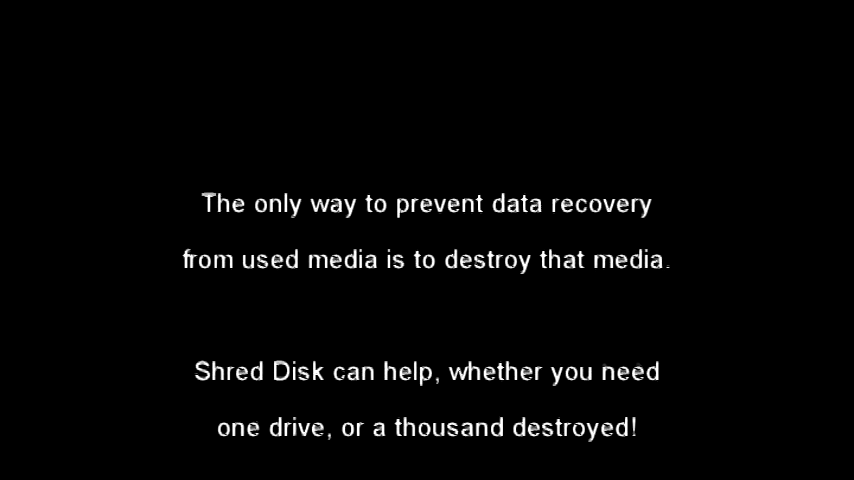 The only way to prevent data recovery
from used media is to destroy that media.
Shred Disk can help, whether you need
one drive, or a thousand destroyed!